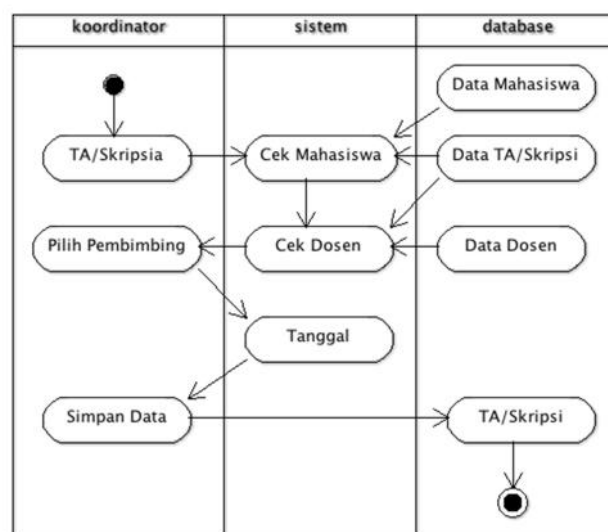 koordinator
sistem
database
Data Mahasiswa
TA/Skripsia
Cek Mahasiswa
Data TA/Skripsi
Pilih Pembimbing
Cek Dosen
Data Dosen
Tanggal
Simpan Data
TA/Skripsi